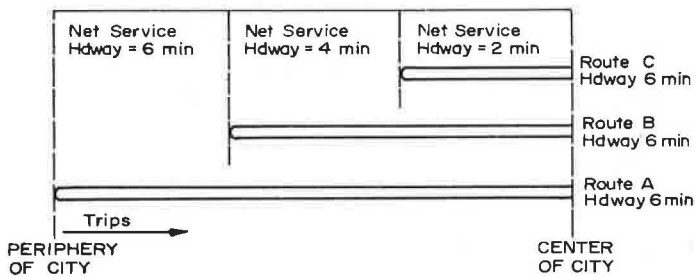 Net Service
Hdway = 6 min
Net Service
Hdway = 4 min
Net Service
Hdway = 2 min
Route C
Hdway 6 min
Route B
Hdway 6 min
Route A
Hdway 6 min
Trips
PERIPHERY
OF CITY
CENTER
OF CITY